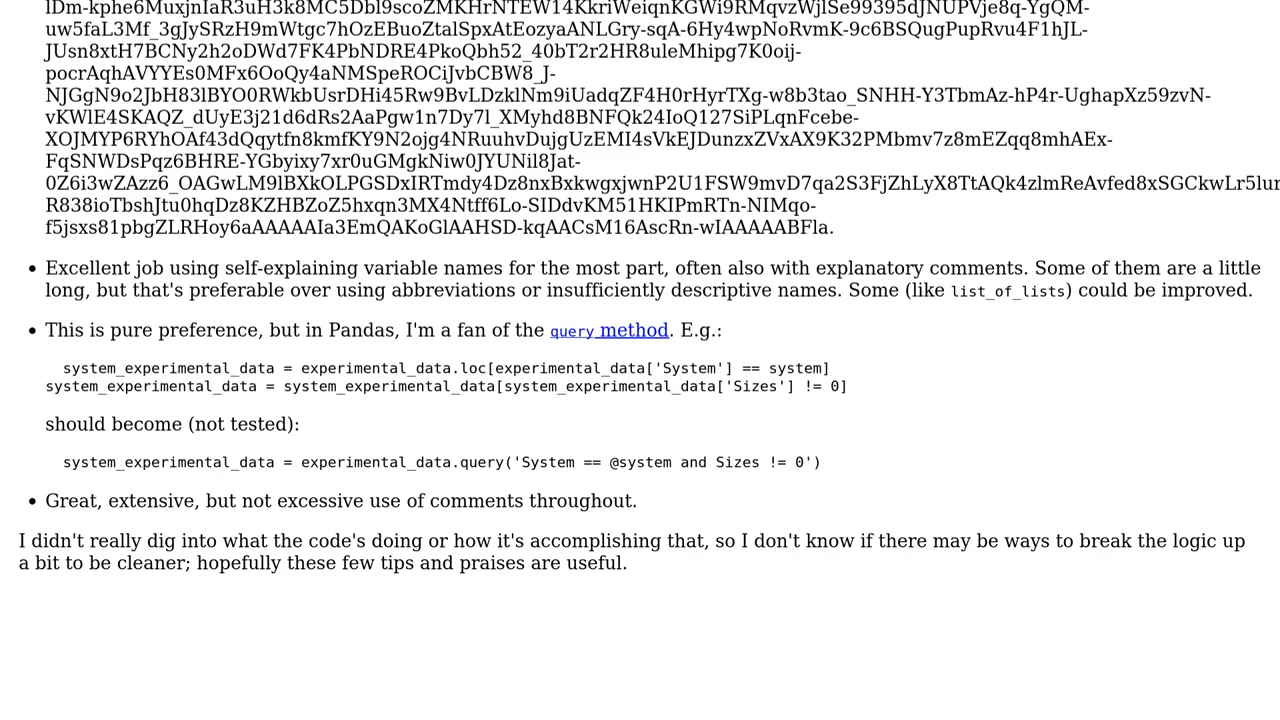 lDm-kphe6MuxjnIaR3uH3k8MC5Dbl9scoZMKHrNTEW14KkriWeiqnKGWi9RMqvzWjlSe99395dJNUPVje8q-YgQM-
uw5faL3Mf_3gJySRzH9mWtgc7hOzEBuoZtalSpxAtEozyaANLGry-sqA-6Hy4wpNoRvmK-9c6BSQugPupRvu4F1hJL-
JUsn8xtH7BCNy2h2oDWd7FK4PbNDRE4PkoQbh52_40bT2r2HR8uleMhipg7K0oij-
pocrAqhAVYYEs0MFx6OoQy4aNMSpeROCiJvbCBW8_J-
NJGgN9o2JbH83lBYO0RWkbUsrDHi45Rw9BvLDzklNm9iUadqZF4H0rHyrTXg-w8b3tao_SNHH-Y3TbmAz-hP4r-UghapXz59zvN-
vKWlE4SKAQZ_dUyE3j21d6dRs2AaPgw1n7Dy7l_XMyhd8BNFQk24IoQ127SiPLqnFcebe-
XOJMYP6RYhOAf43dQqytfn8kmfKY9N2ojg4NRuuhvDujgUzEMI4sVkEJDunzxZVxAX9K32PMbmv7z8mEZqq8mhAEx-
FqSNWDsPqz6BHRE-YGbyixy7xr0uGMgkNiw0JYUNil8Jat-
0Z6i3wZAzz6_OAGwLM9lBXkOLPGSDxIRTmdy4Dz8nxBxkwgxjwnP2U1FSW9mvD7qa2S3FjZhLyX8TtAQk4zlmReAvfed8xSGCkwLr5lur
R838ioTbshJtu0hqDz8KZHBZoZ5hxqn3MX4Ntff6Lo-SIDdvKM51HKIPmRTn-NIMqo-
f5jsxs81pbgZLRHoy6aAAAAAIa3EmQAKoGlAAHSD-kqAACsM16AscRn-wIAAAAABFla.
• Excellent job using self-explaining variable names for the most part, often also with explanatory comments. Some of them are a little
long, but that's preferable over using abbreviations or insufficiently descriptive names. Some (like list_of_lists) could be improved.
• This is pure preference, but in Pandas, I'm a fan of the query method. E.g.:
system_experimental_data = experimental_data.loc[experimental_data['System'] == system]
system_experimental_data = system_experimental_data[system_experimental_data['Sizes'] != 0]
should become (not tested):
system_experimental_data = experimental_data.query('System == @system and Sizes != 0')
• Great, extensive, but not excessive use of comments throughout.
I didn't really dig into what the code's doing or how it's accomplishing that, so I don't know if there may be ways to break the logic up
a bit to be cleaner; hopefully these few tips and praises are useful.